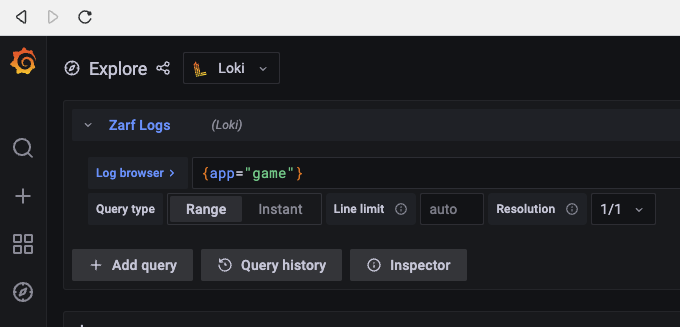 Explore Loki
Zarf Logs (Loki)
Log browser > {app="game"}
Query type Range Instant Line limit auto Resolution 1/1
+ Add query Query history Inspector